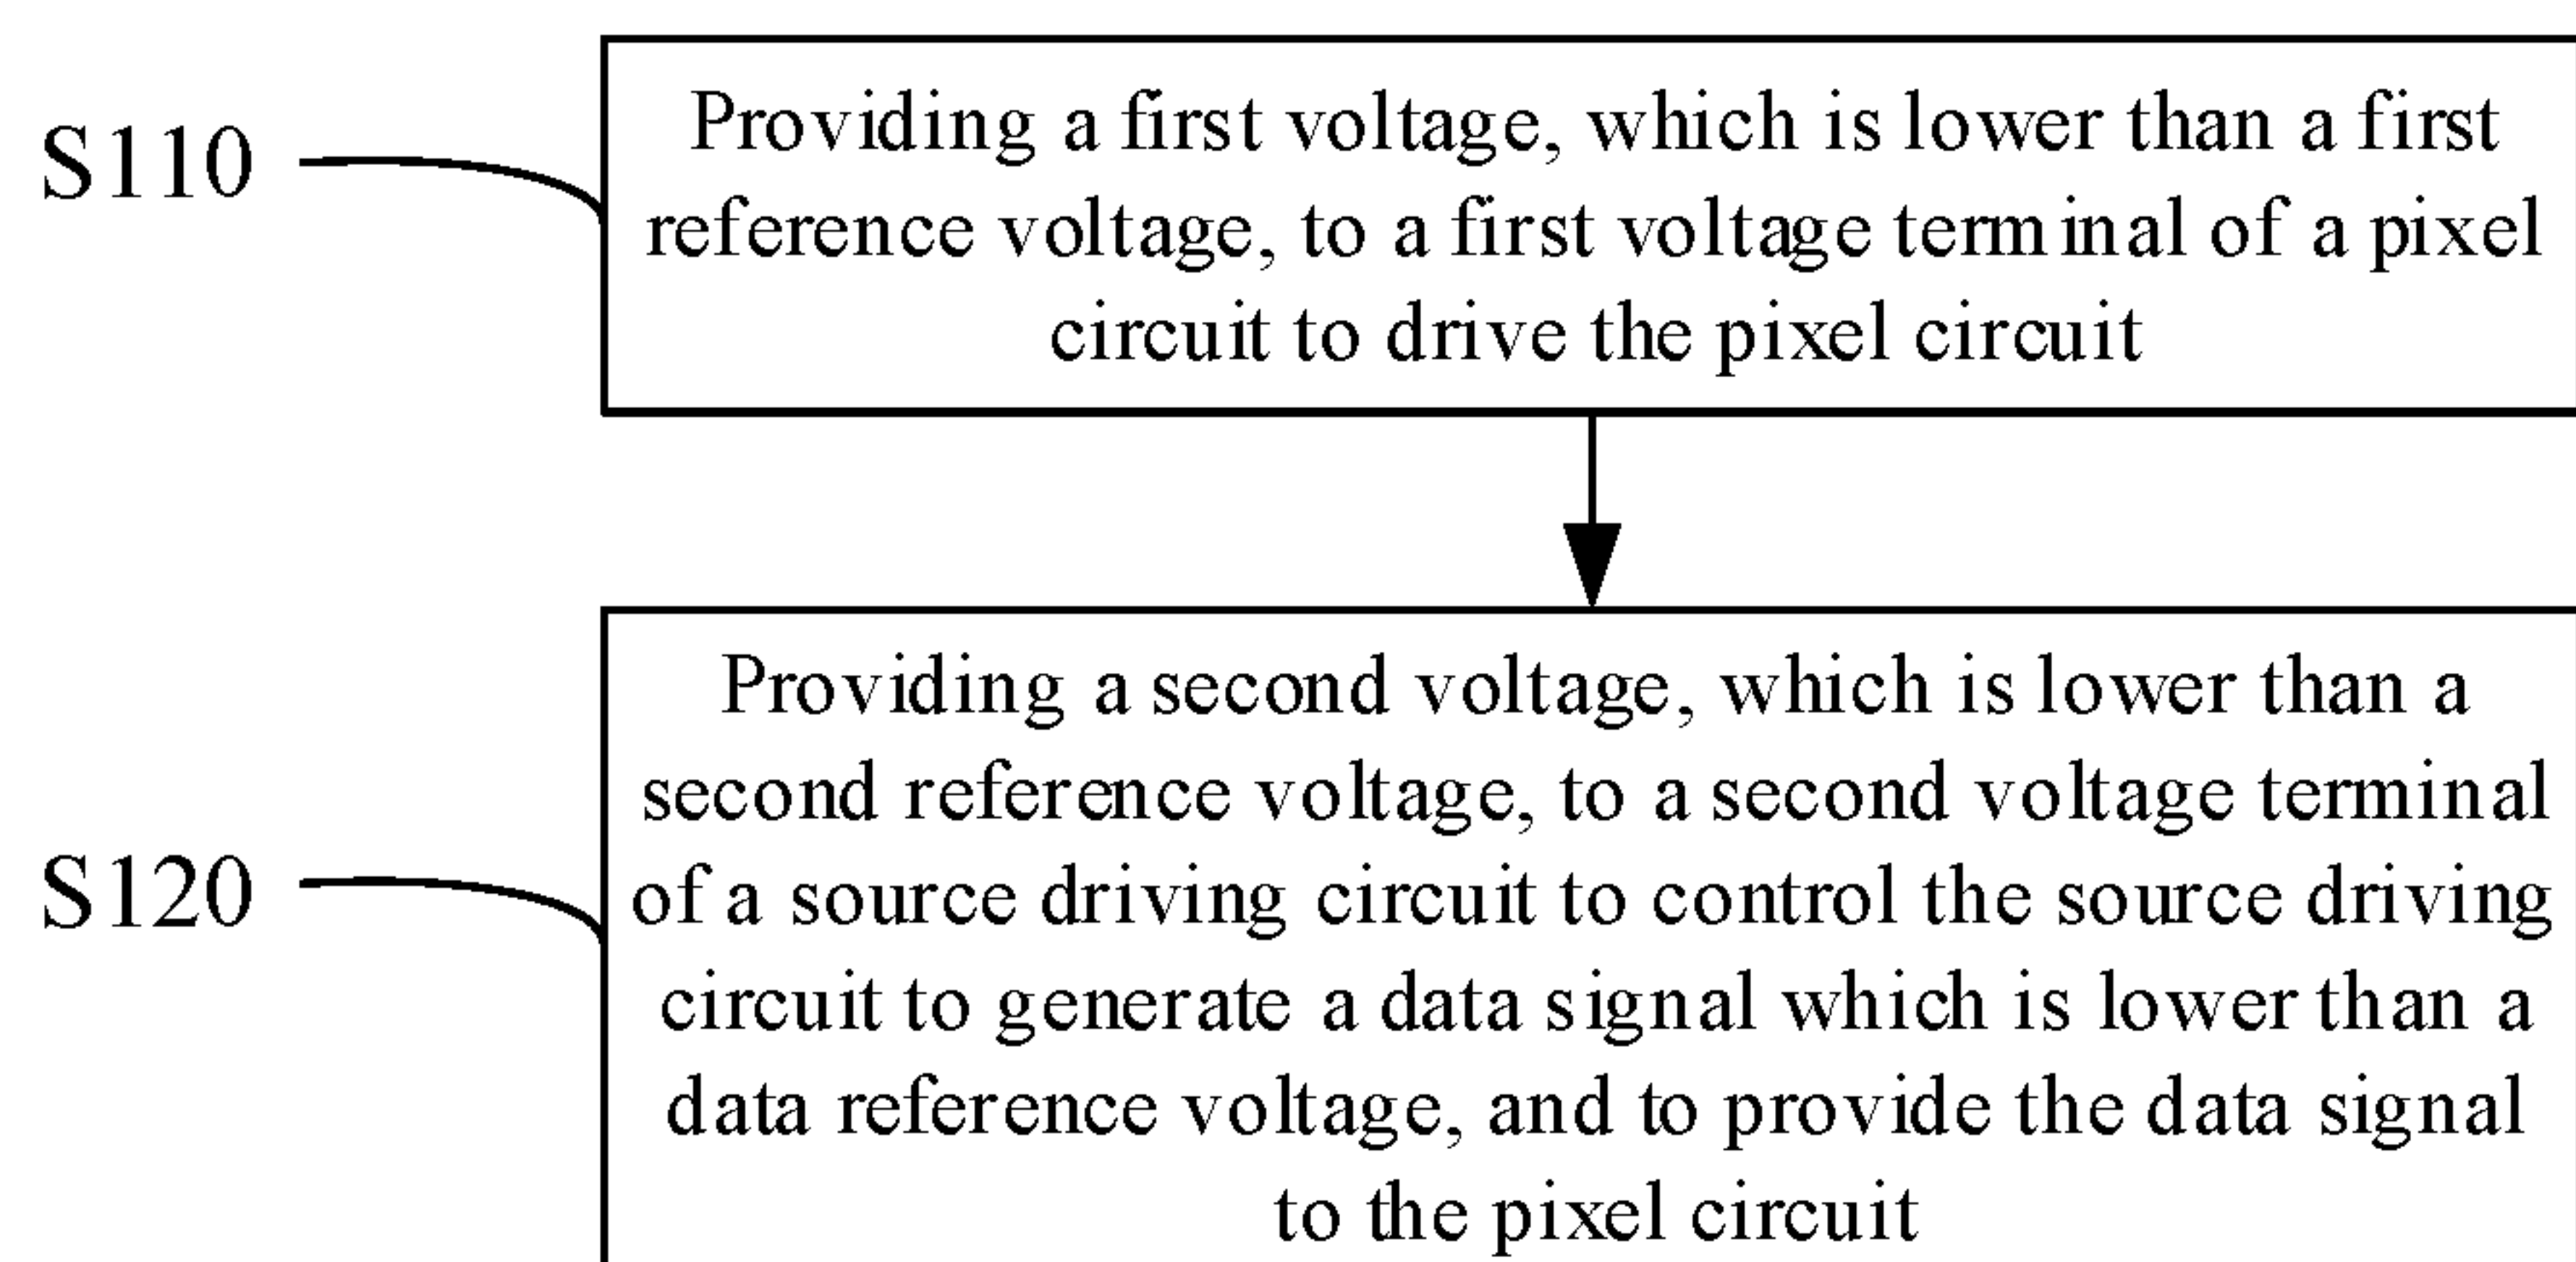 S110
Providing a first voltage, which is lower than a first
reference voltage, to a first voltage terminal of a pixel
circuit to drive the pixel circuit
S120
Providing a second voltage, which is lower than a
second reference voltage, to a second voltage terminal
of a source driving circuit to control the source driving
circuit to generate a data signal which is lower than a
data reference voltage, and to provide the data signal
to the pixel circuit